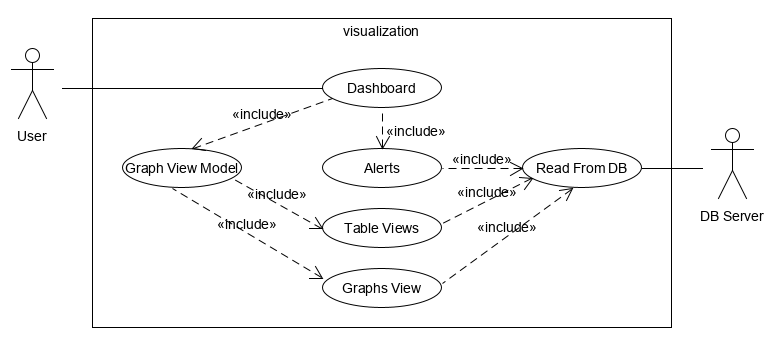 visualization
User
Dashboard
«include»
«include»
Graph View Model
Alerts
«include»
Read From DB
«include»
«include»
DB Server
«include»
Table Views
«include»
Graphs View